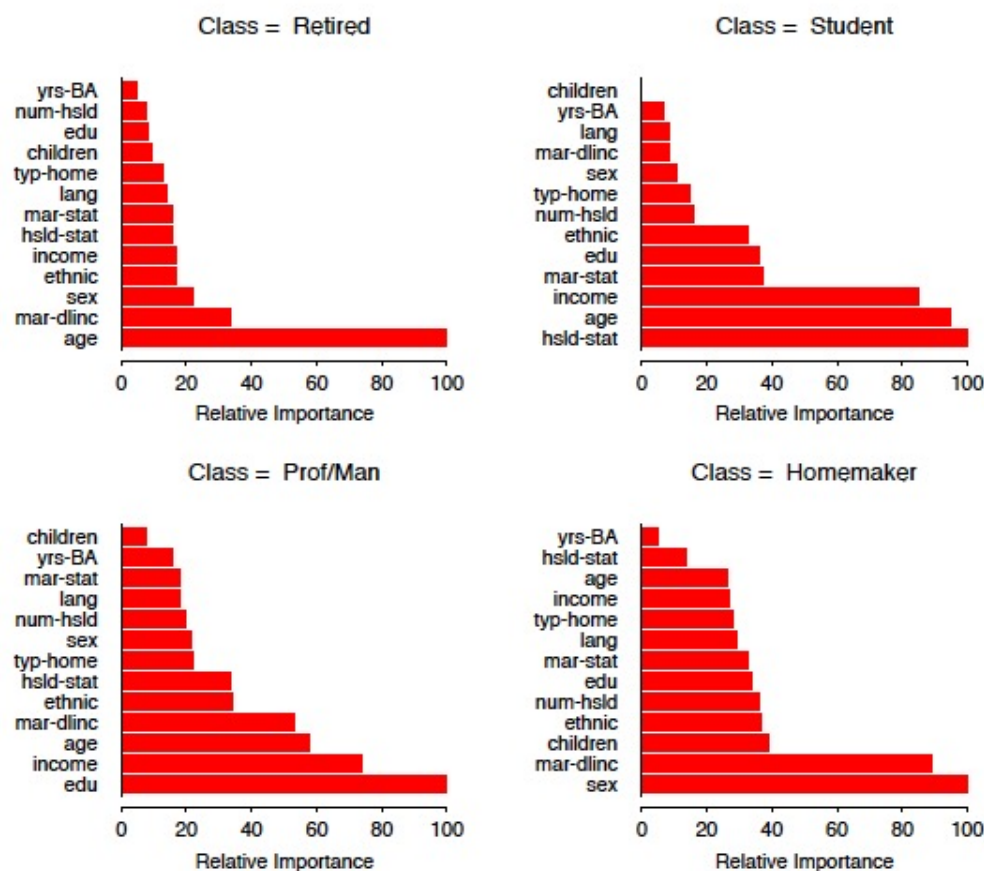 Class = Retired
yrs-BA
num-hsld
edu
children
typ-home
lang
mar-stat
hsld-stat
income
ethnic
sex
mar-dlinc
age
0 20 40 60 80 100
Relative Importance
Class = Student
children
yrs-BA
lang
mar-dlinc
sex
typ-home
num-hsld
ethnic
edu
mar-stat
income
age
hsld-stat
0 20 40 60 80 100
Relative Importance
Class = Prof/Man
children
yrs-BA
mar-stat
lang
num-hsld
sex
typ-home
hsld-stat
ethnic
mar-dlinc
age
income
edu
0 20 40 60 80 100
Relative Importance
Class = Homemaker
yrs-BA
hsld-stat
age
income
typ-home
lang
mar-stat
edu
num-hsld
ethnic
children
mar-dlinc
sex
0 20 40 60 80 100
Relative Importance